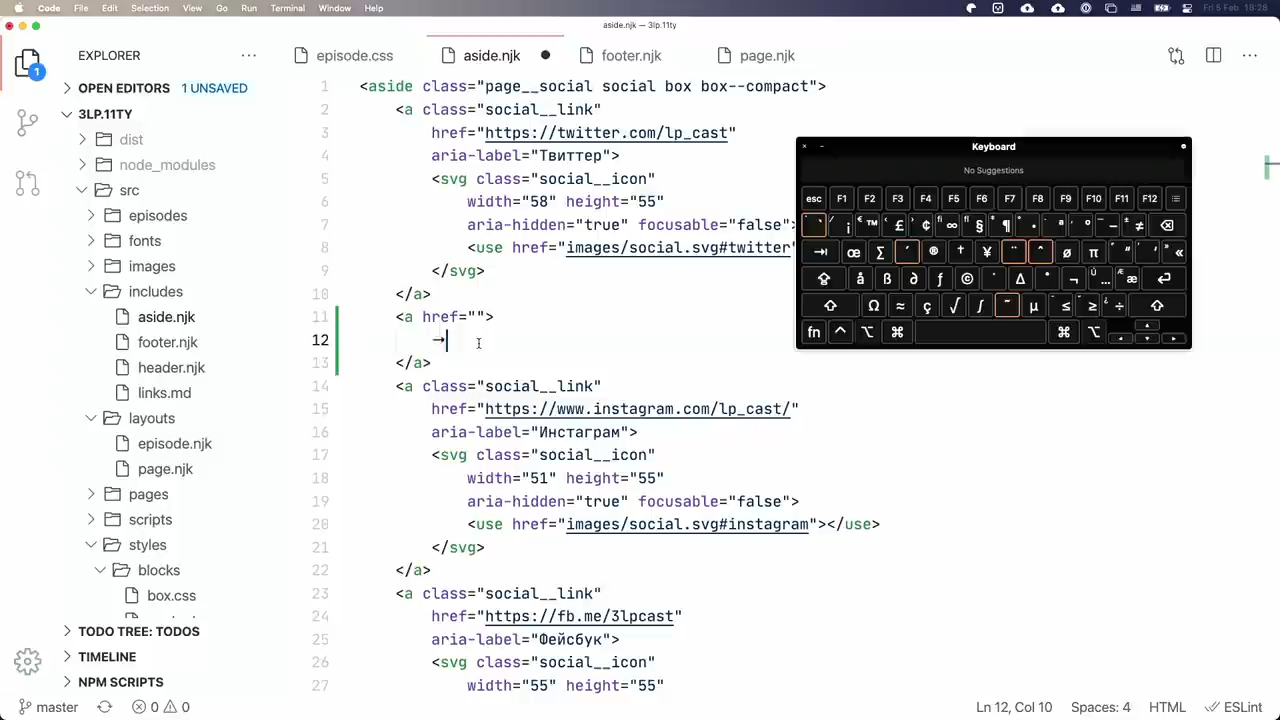 Code File Edit Selection View Go Run Terminal Window Help Fri 5 Feb 18:28
aside.njk — 3lp.11ty
EXPLORER
OPEN EDITORS 1 UNSAVED
3LP.11TY
dist
node_modules
src
episodes
fonts
images
includes
aside.njk
footer.njk
header.njk
links.md
layouts
episode.njk
page.njk
pages
scripts
styles
blocks
box.css
TODO TREE: TODOS
TIMELINE
NPM SCRIPTS
episode.css aside.njk footer.njk page.njk
1 <aside class="page__social social box box--compact">
2 <a class="social__link"
3 href="https://twitter.com/lp_cast"
4 aria-label="Твиттер">
5 <svg class="social__icon"
6 width="58" height="55"
7 aria-hidden="true" focusable="false">
8 <use href="images/social.svg#twitter"
9 </svg>
10 </a>
11 <a href="">
12 →
13 </a>
14 <a class="social__link"
15 href="https://www.instagram.com/lp_cast/"
16 aria-label="Инстаграм">
17 <svg class="social__icon"
18 width="51" height="55"
19 aria-hidden="true" focusable="false">
20 <use href="images/social.svg#instagram"></use>
21 </svg>
22 </a>
23 <a class="social__link"
24 href="https://fb.me/3lpcast"
25 aria-label="Фейсбук">
26 <svg class="social__icon"
27 width="55" height="55"
Keyboard
No Suggestions
esc F1 F2 F3 F4 F5 F6 F7 F8 F9 F10 F11 F12
` ¡ ™ £ ¢ ∞ § ¶ • ª º – ≠
œ ∑ ´ ® † ¥ ¨ ˆ ø π “ ‘ «
å ß ∂ ƒ © ˙ ∆ ˚ ¬ … æ
Ω ≈ ç √ ∫ ˜ µ ≤ ≥ ÷
fn ⌃ ⌥ ⌘ ⌘ ⌥
master 0 0 Ln 12, Col 10 Spaces: 4 HTML ESLint